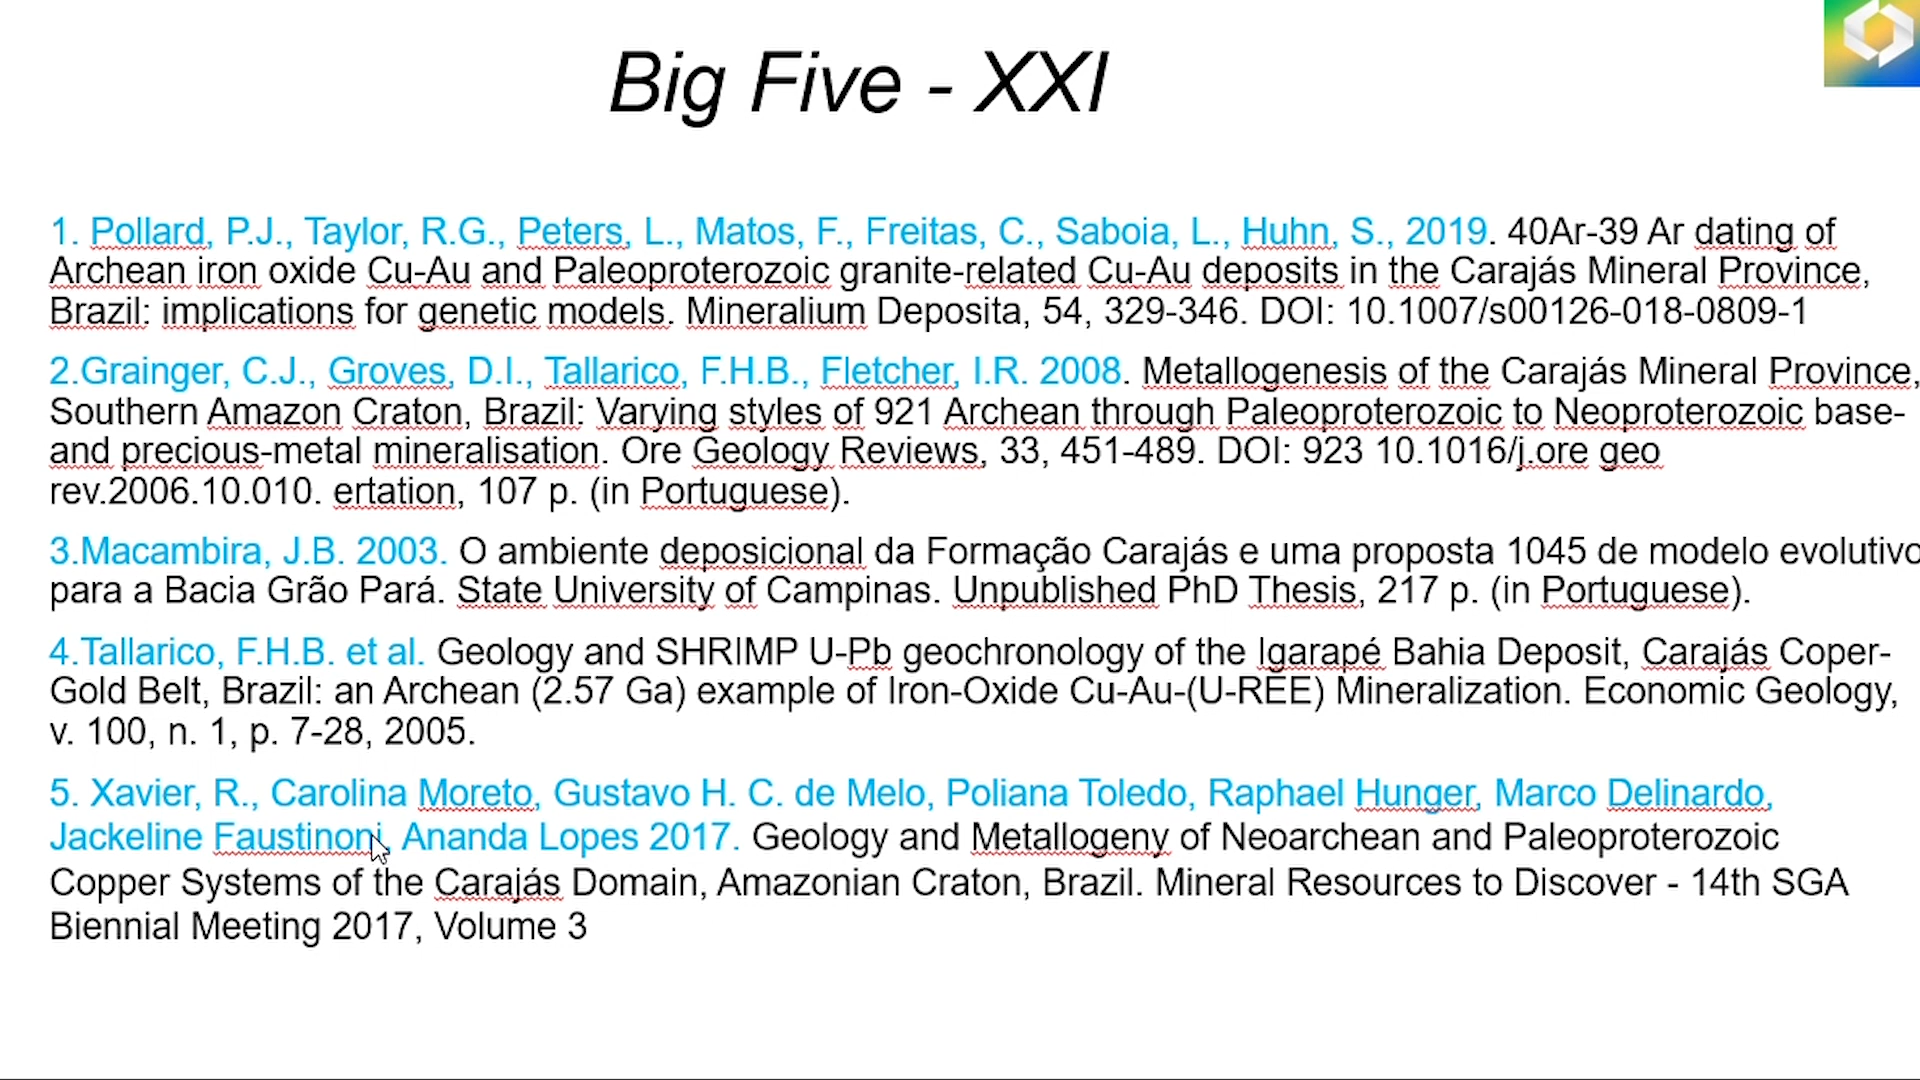 Big Five - XXI
1. Pollard, P.J., Taylor, R.G., Peters, L., Matos, F., Freitas, C., Saboia, L., Huhn, S., 2019. 40Ar-39 Ar dating of
Archean iron oxide Cu-Au and Paleoproterozoic granite-related Cu-Au deposits in the Carajás Mineral Province,
Brazil: implications for genetic models. Mineralium Deposita, 54, 329-346. DOI: 10.1007/s00126-018-0809-1
2.Grainger, C.J., Groves, D.I., Tallarico, F.H.B., Fletcher, I.R. 2008. Metallogenesis of the Carajás Mineral Province,
Southern Amazon Craton, Brazil: Varying styles of 921 Archean through Paleoproterozoic to Neoproterozoic base-
and precious-metal mineralisation. Ore Geology Reviews, 33, 451-489. DOI: 923 10.1016/j.ore geo
rev.2006.10.010. ertation, 107 p. (in Portuguese).
3.Macambira, J.B. 2003. O ambiente deposicional da Formação Carajás e uma proposta 1045 de modelo evolutivo
para a Bacia Grão Pará. State University of Campinas. Unpublished PhD Thesis, 217 p. (in Portuguese).
4.Tallarico, F.H.B. et al. Geology and SHRIMP U-Pb geochronology of the Igarapé Bahia Deposit, Carajás Coper-
Gold Belt, Brazil: an Archean (2.57 Ga) example of Iron-Oxide Cu-Au-(U-REE) Mineralization. Economic Geology,
v. 100, n. 1, p. 7-28, 2005.
5. Xavier, R., Carolina Moreto, Gustavo H. C. de Melo, Poliana Toledo, Raphael Hunger, Marco Delinardo,
Jackeline Faustinoni, Ananda Lopes 2017. Geology and Metallogeny of Neoarchean and Paleoproterozoic
Copper Systems of the Carajás Domain, Amazonian Craton, Brazil. Mineral Resources to Discover - 14th SGA
Biennial Meeting 2017, Volume 3